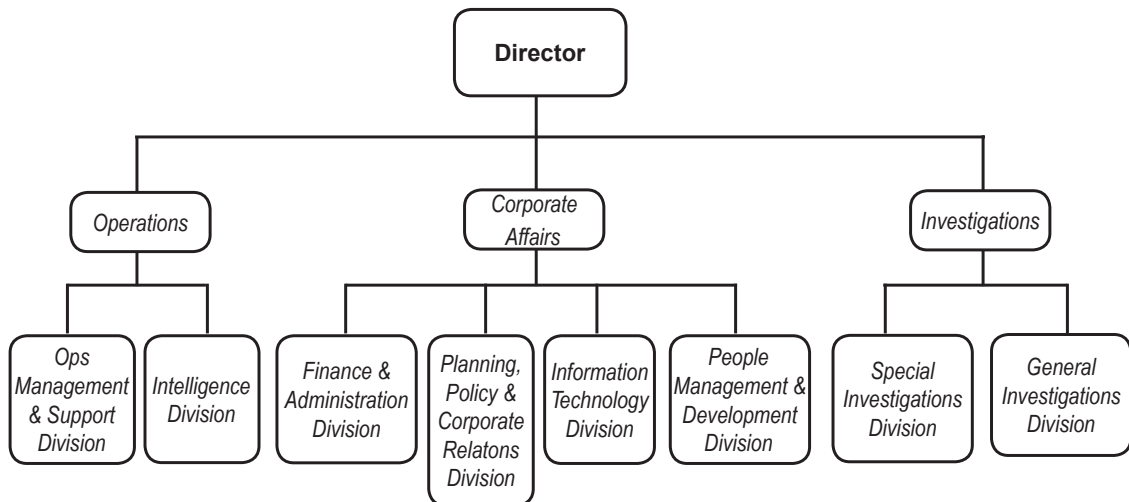 Director
Operations
Corporate
Affairs
Investigations
Ops
Management
& Support
Division
Intelligence
Division
Finance &
Administration
Division
Planning,
Policy &
Corporate
Relatons
Division
Information
Technology
Division
People
Management &
Development
Division
Special
Investigations
Division
General
Investigations
Division